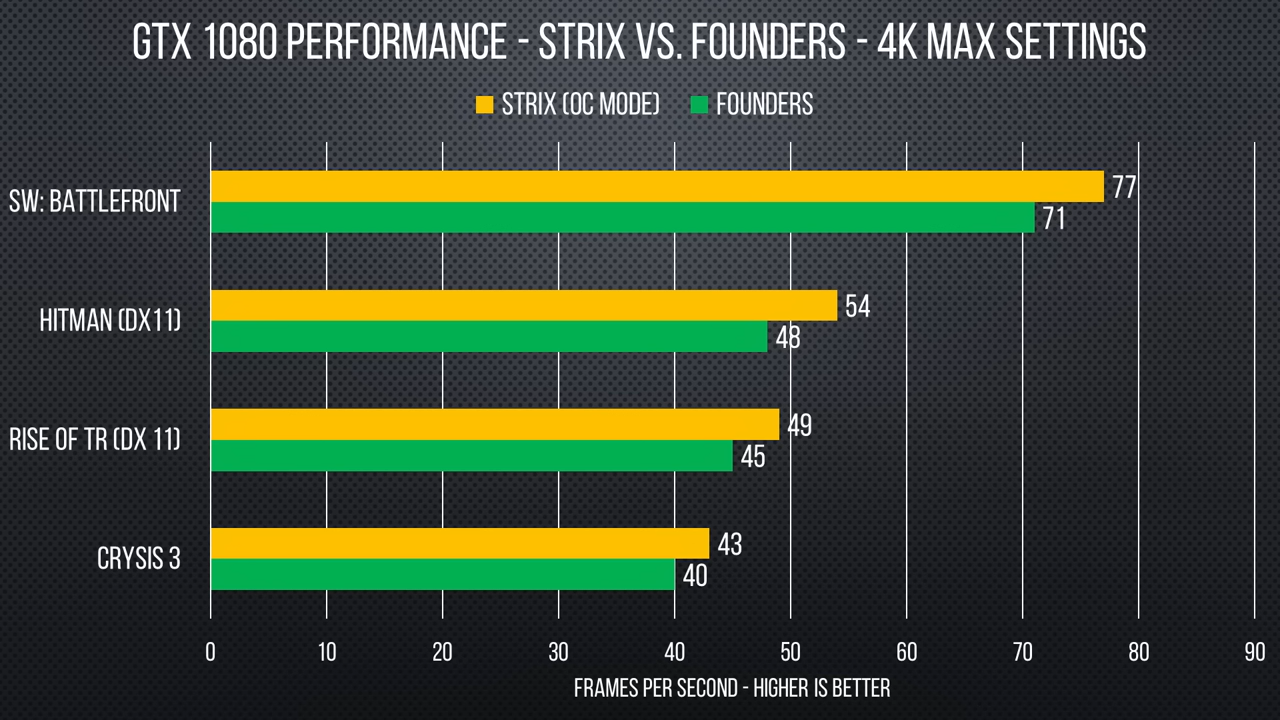 GTX 1080 PERFORMANCE - STRIX VS. FOUNDERS - 4K MAX SETTINGS
STRIX (OC MODE) FOUNDERS
SW: BATTLEFRONT
77
71
HITMAN (DX11)
54
48
RISE OF TR (DX 11)
49
45
CRYSIS 3
43
40
0 10 20 30 40 50 60 70 80 90
FRAMES PER SECOND - HIGHER IS BETTER